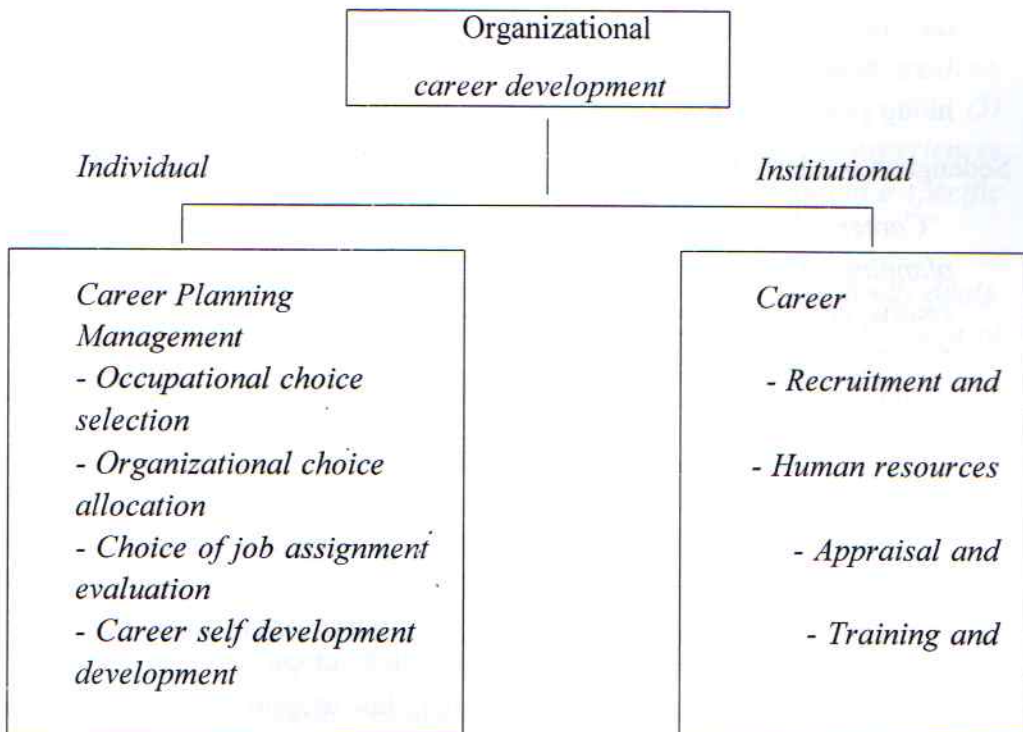 Organizational
career development
Individual
Institutional
Career Planning
Management
- Occupational choice
selection
- Organizational choice
allocation
- Choice of job assignment
evaluation
- Career self development
development
Career
- Recruitment and
- Human resources
- Appraisal and
- Training and